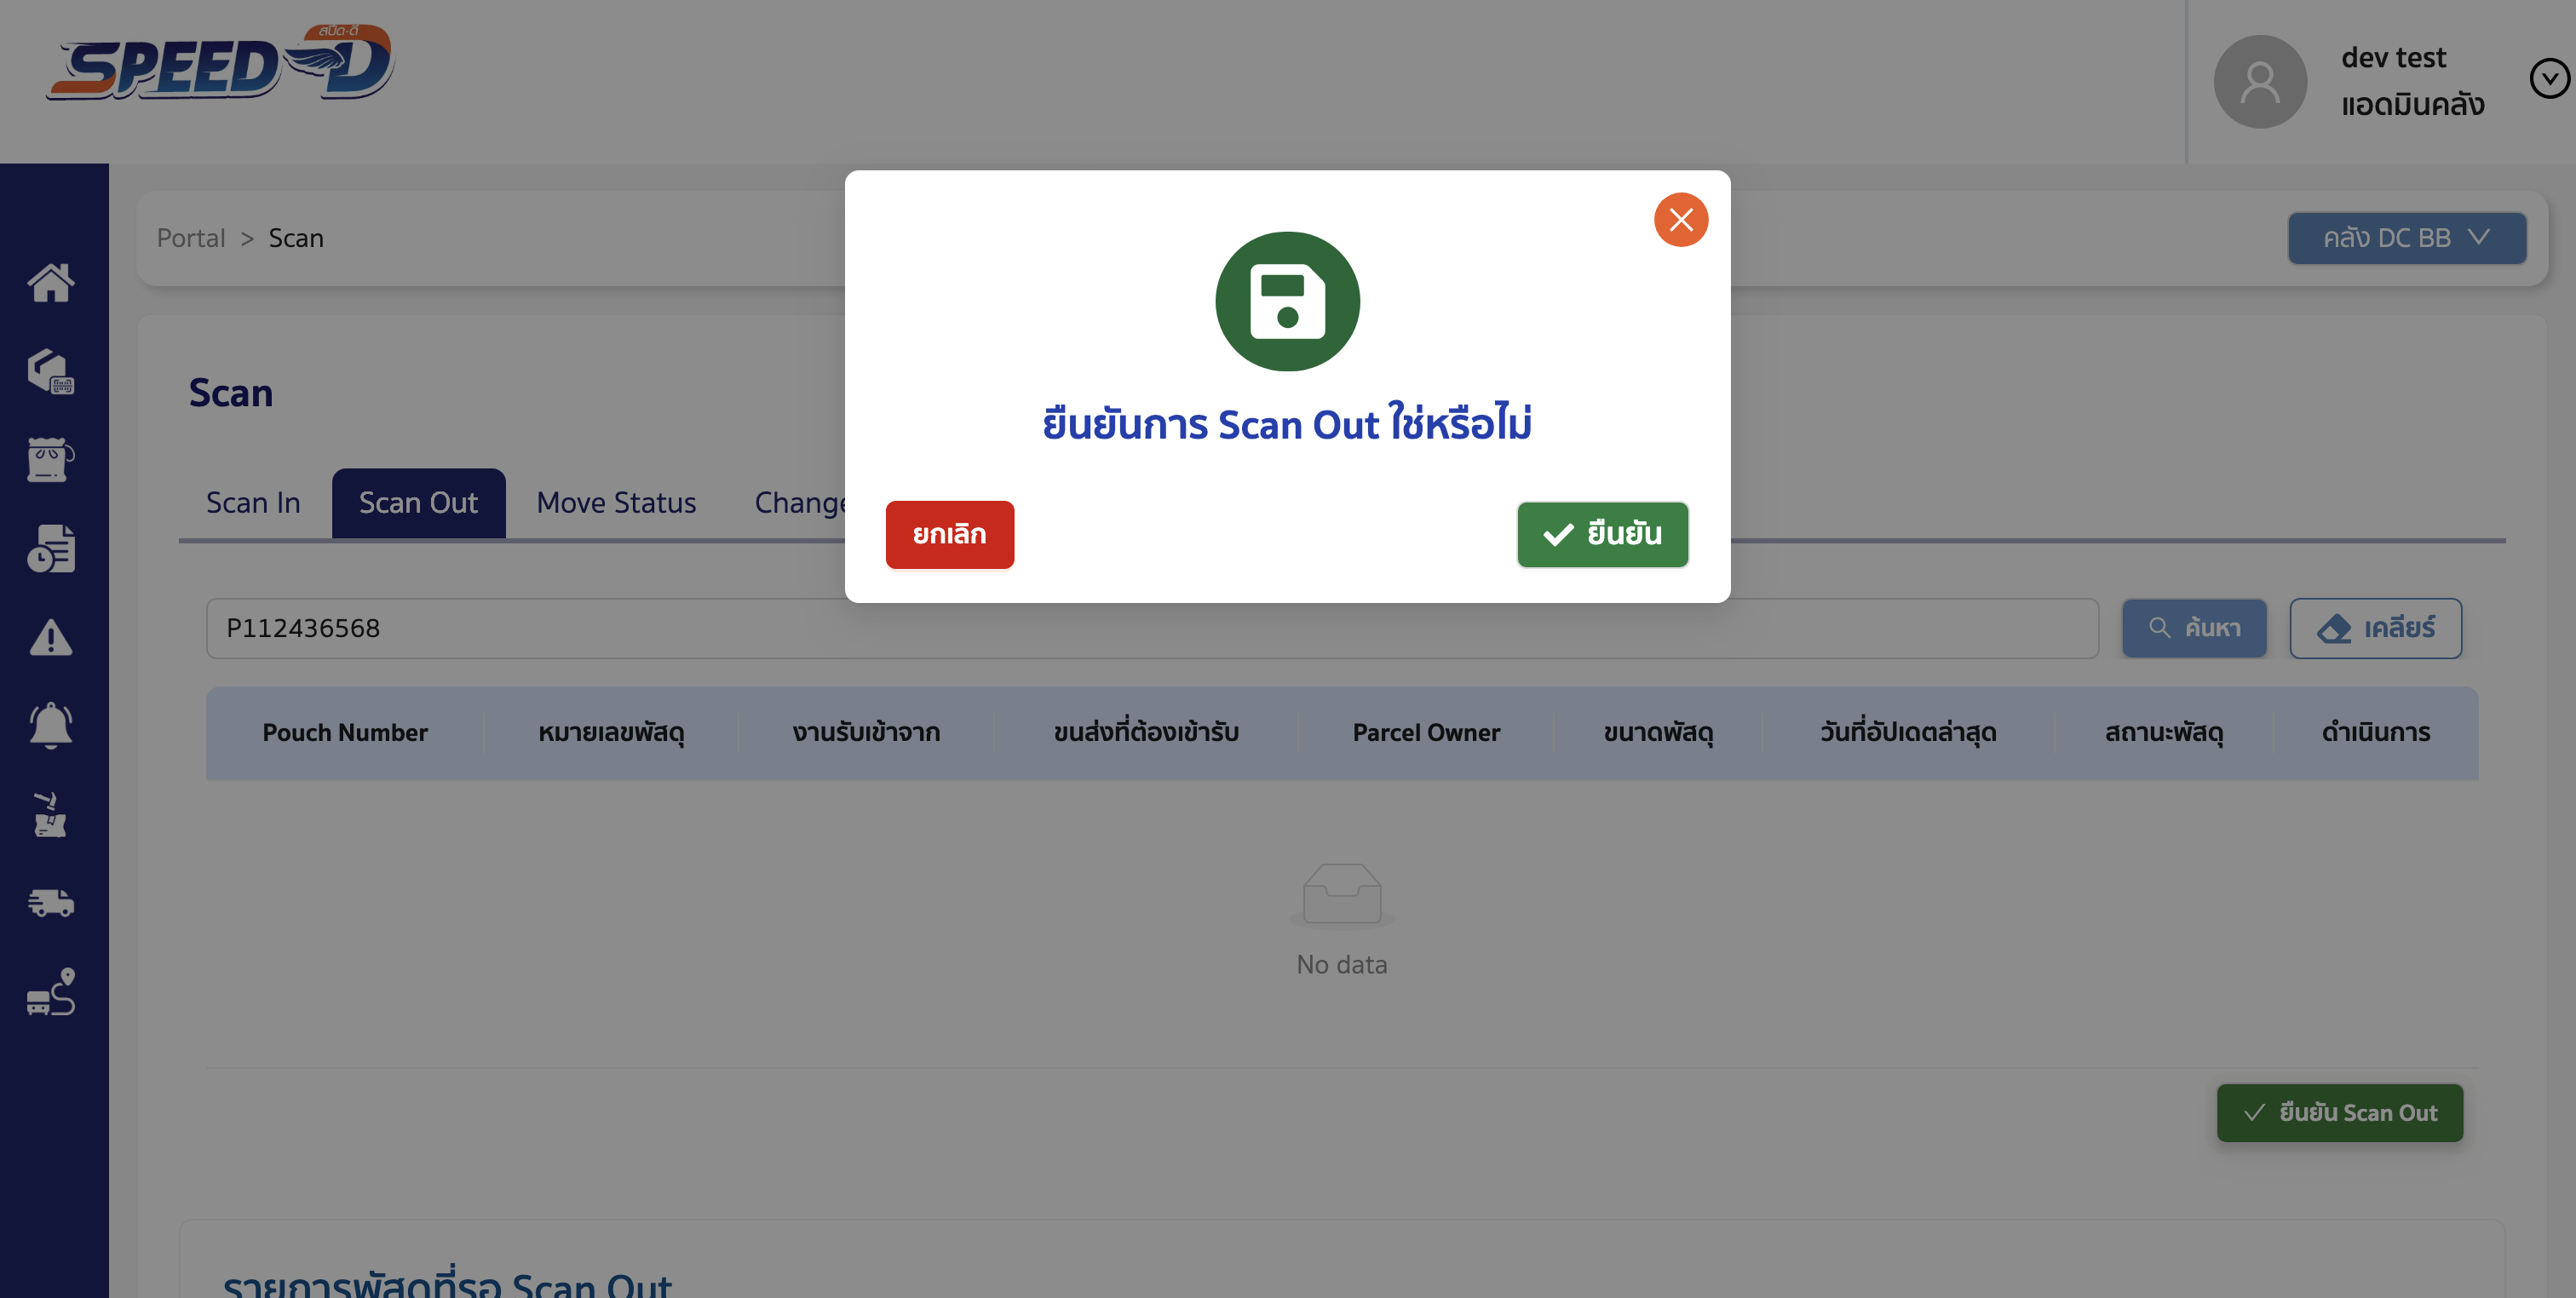 สปีด-ดี
SPEED-D
dev test
แอดมินคลัง
Portal > Scan
คลัง DC BB
Scan
Scan In
Scan Out
Move Status
Change
ยืนยันการ Scan Out ใช่หรือไม่
ยกเลิก
ยืนยัน
P112436568
ค้นหา
เคลียร์
Pouch Number
หมายเลขพัสดุ
งานรับเข้าจาก
ขนส่งที่ต้องเข้ารับ
Parcel Owner
ขนาดพัสดุ
วันที่อัปเดตล่าสุด
สถานะพัสดุ
ดำเนินการ
No data
ยืนยัน Scan Out
รายการพัสดุที่รอ Scan Out